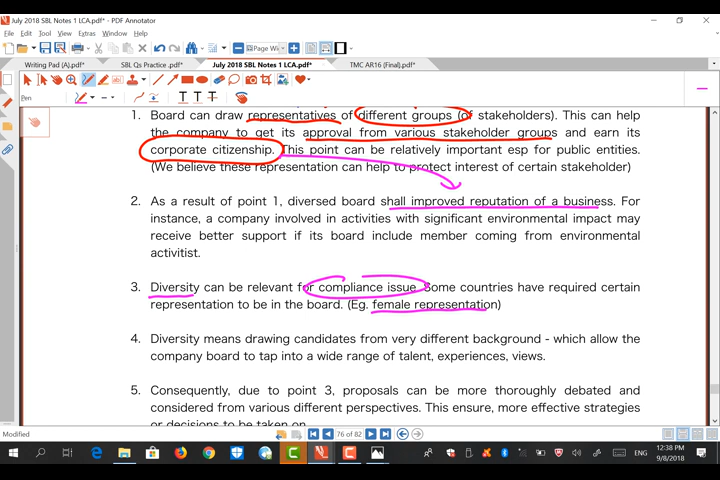 July 2018 SBL Notes 1 LCA.pdf* - PDF Annotator
File Edit Tool Extras Window Help
Page Wi
Writing Pad (A).pdf* SBL Qs Practice .pdf* July 2018 SBL Notes 1 LCA.pdf* TMC AR16 (Final).pdf*
Pen
1. Board can draw representatives of different groups (of stakeholders). This can help
the company to get its approval from various stakeholder groups and earn its
corporate citizenship. This point can be relatively important esp for public entities.
(We believe these representation can help to protect interest of certain stakeholder)
2. As a result of point 1, diversed board shall improved reputation of a business. For
instance, a company involved in activities with significant environmental impact may
receive better support if its board include member coming from environmental
activitist.
3. Diversity can be relevant for compliance issue. Some countries have required certain
representation to be in the board. (Eg. female representation)
4. Diversity means drawing candidates from very different background - which allow the
company board to tap into a wide range of talent, experiences, views.
5. Consequently, due to point 3, proposals can be more thoroughly debated and
considered from various different perspectives. This ensure, more effective strategies
or decisions to be taken on.
Modified
76 of 82
12:38 PM
9/8/2018